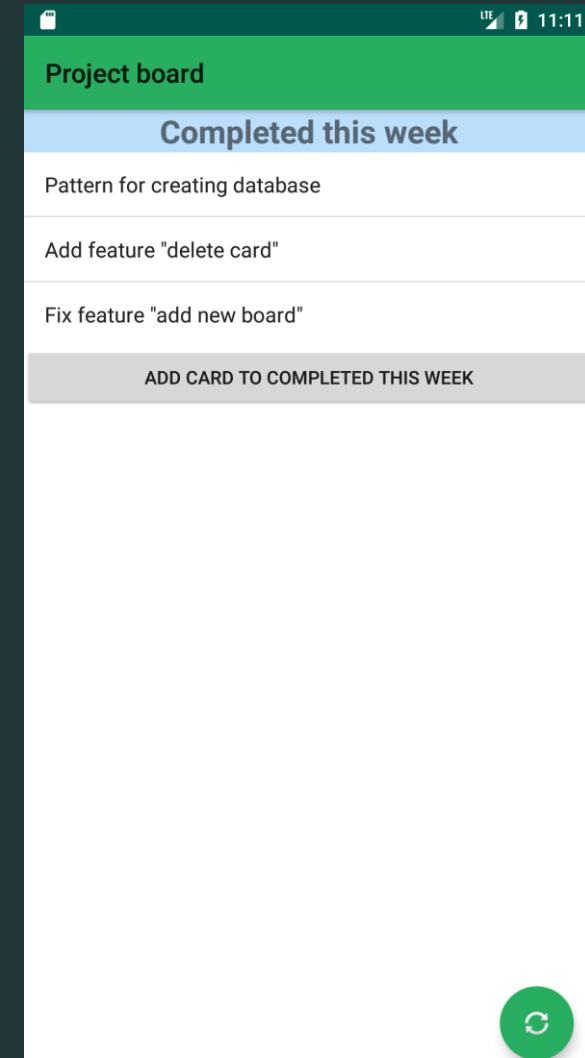 LTE 11:11
Project board
Completed this week
Pattern for creating database
Add feature "delete card"
Fix feature "add new board"
ADD CARD TO COMPLETED THIS WEEK